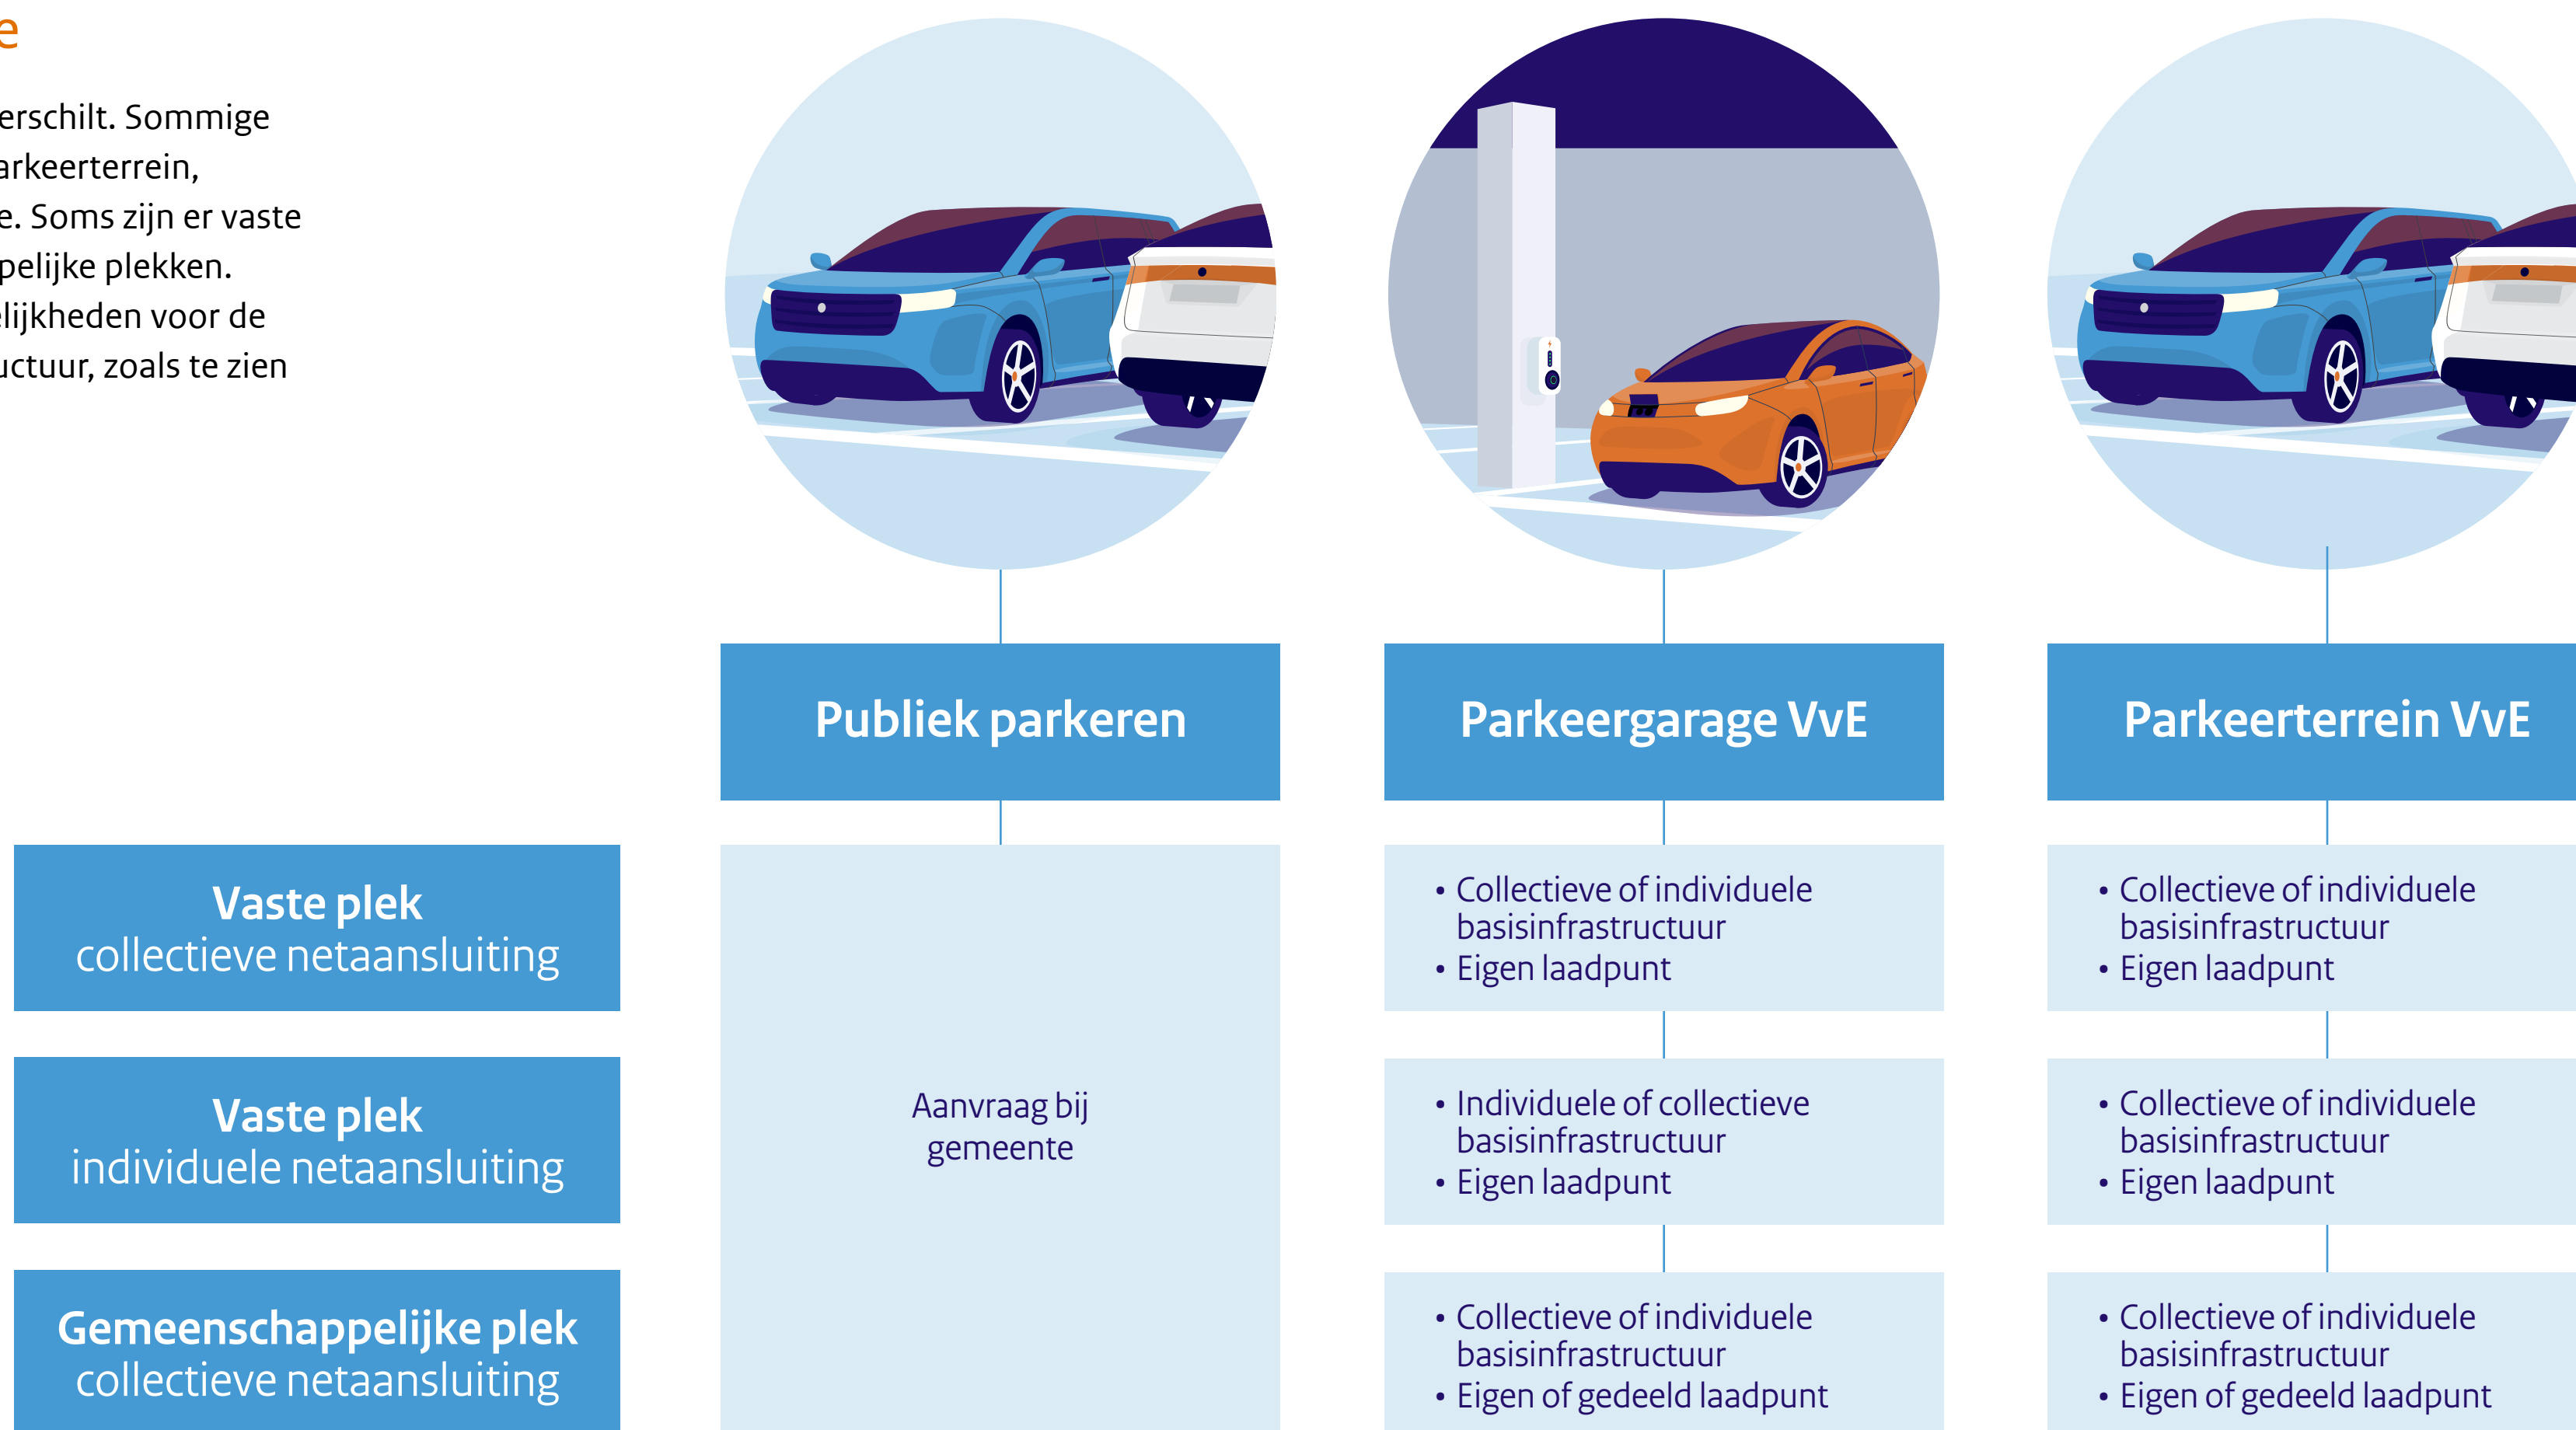 erschilt. Sommige
arkeerterrein,
e. Soms zijn er vaste
pelijke plekken.
elijkheden voor de
uctuur, zoals te zien
Publiek parkeren
Parkeergarage VvE
Parkeerterrein VvE
Vaste plek
collectieve netaansluiting
Vaste plek
individuele netaansluiting
Gemeenschappelijke plek
collectieve netaansluiting
Aanvraag bij
gemeente
• Collectieve of individuele
basisinfrastructuur
• Eigen laadpunt
• Individuele of collectieve
basisinfrastructuur
• Eigen laadpunt
• Collectieve of individuele
basisinfrastructuur
• Eigen of gedeeld laadpunt
• Collectieve of individuele
basisinfrastructuur
• Eigen laadpunt
• Collectieve of individuele
basisinfrastructuur
• Eigen laadpunt
• Collectieve of individuele
basisinfrastructuur
• Eigen of gedeeld laadpunt